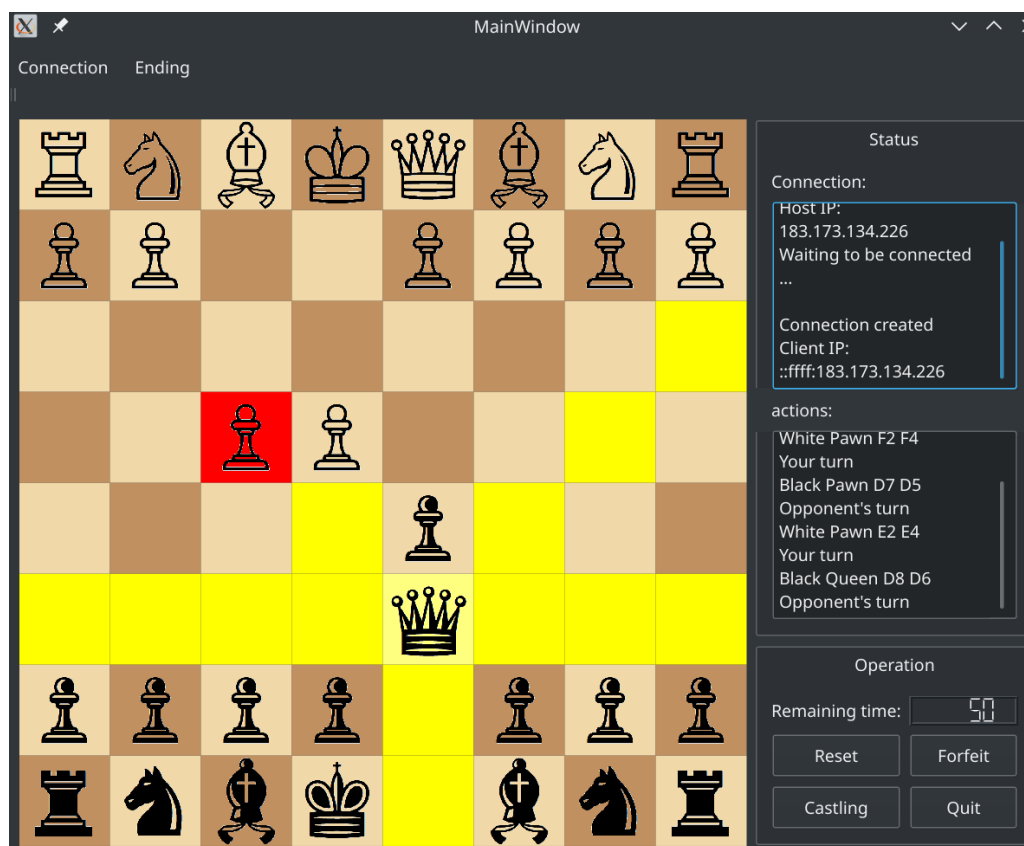 MainWindow
Connection Ending
Status
Connection:
Host IP:
183.173.134.226
Waiting to be connected
...
Connection created
Client IP:
::ffff:183.173.134.226
actions:
White Pawn F2 F4
Your turn
Black Pawn D7 D5
Opponent's turn
White Pawn E2 E4
Your turn
Black Queen D8 D6
Opponent's turn
Operation
Remaining time: 50
Reset Forfeit
Castling Quit